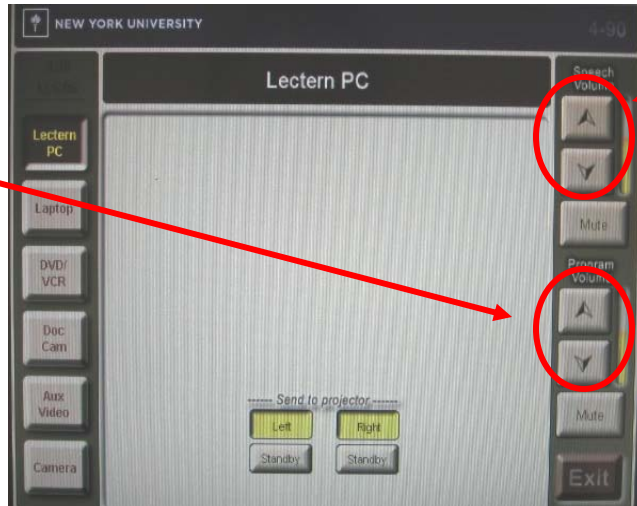 NEW YORK UNIVERSITY
4-90
Lectern PC
Lectern
PC
Laptop
DVD/
VCR
Doc
Cam
Aux
Video
Camera
Send to projector
Left
Right
Standby
Standby
Speech
Volume
Mute
Program
Volume
Mute
Exit